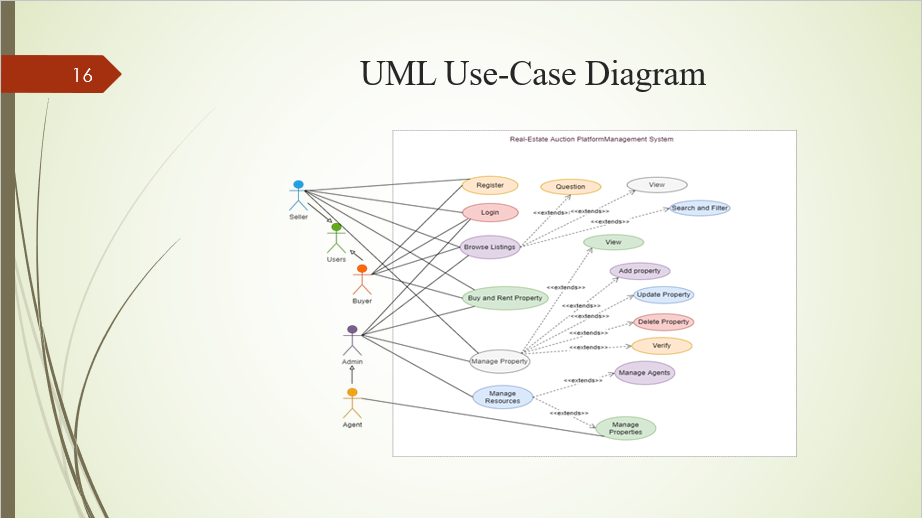 16
UML Use-Case Diagram
Real-Estate Auction PlatformManagement System
Seller
Users
Buyer
Admin
Agent
Register
Login
Browse Listings
Buy and Rent Property
Manage Property
Manage
Resources
Question
View
Search and Filter
<<extends>>
<<extends>>
<<extends>>
View
Add property
Update Property
Delete Property
Verify
<<extends>>
<<extends>>
<<extends>>
<<extends>>
<<extends>>
Manage Agents
Manage
Properties
<<extends>>
<<extends>>